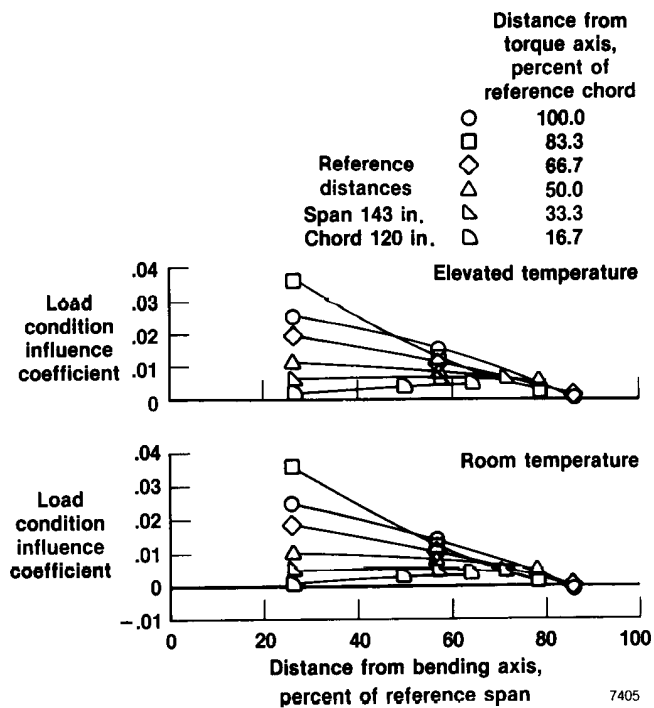 Distance from
torque axis,
percent of
reference chord
100.0
83.3
Reference 66.7
distances 50.0
Span 143 in. 33.3
Chord 120 in. 16.7
.04 Elevated temperature
.03
Load
condition .02
influence
coefficient .01
0
.04 Room temperature
.03
Load
condition .02
influence
coefficient .01
0
-.01
0 20 40 60 80 100
Distance from bending axis,
percent of reference span 7405